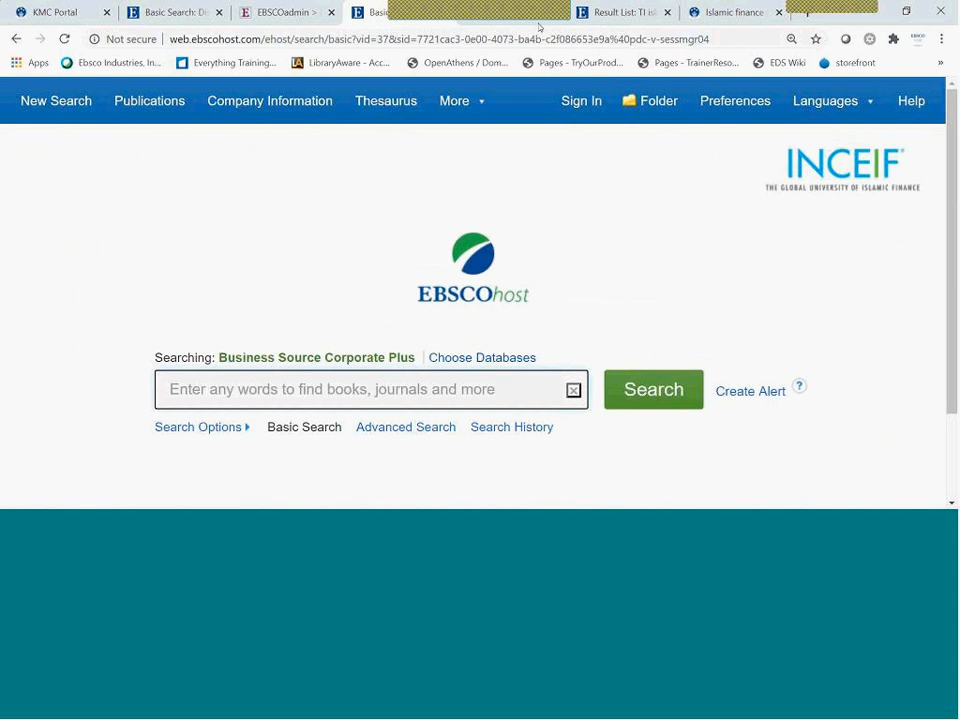 KMC Portal
Basic Search: Di
EBSCOadmin >
Basic
Result List: TI is
Islamic finance
Not secure web.ebscohost.com/ehost/search/basic?vid=37&sid=7721cac3-0e00-4073-ba4b-c2f086653e9a%40pdc-v-sessmgr04
Apps Ebsco Industries, In... Everything Training... LibraryAware - Acc... OpenAthens / Dom... Pages - TryOurProd... Pages - TrainerReso... EDS Wiki storefront »
New Search Publications Company Information Thesaurus More Sign In Folder Preferences Languages Help
INCEIF
THE GLOBAL UNIVERSITY OF ISLAMIC FINANCE
EBSCOhost
Searching: Business Source Corporate Plus | Choose Databases
Enter any words to find books, journals and more Search Create Alert ?
Search Options Basic Search Advanced Search Search History